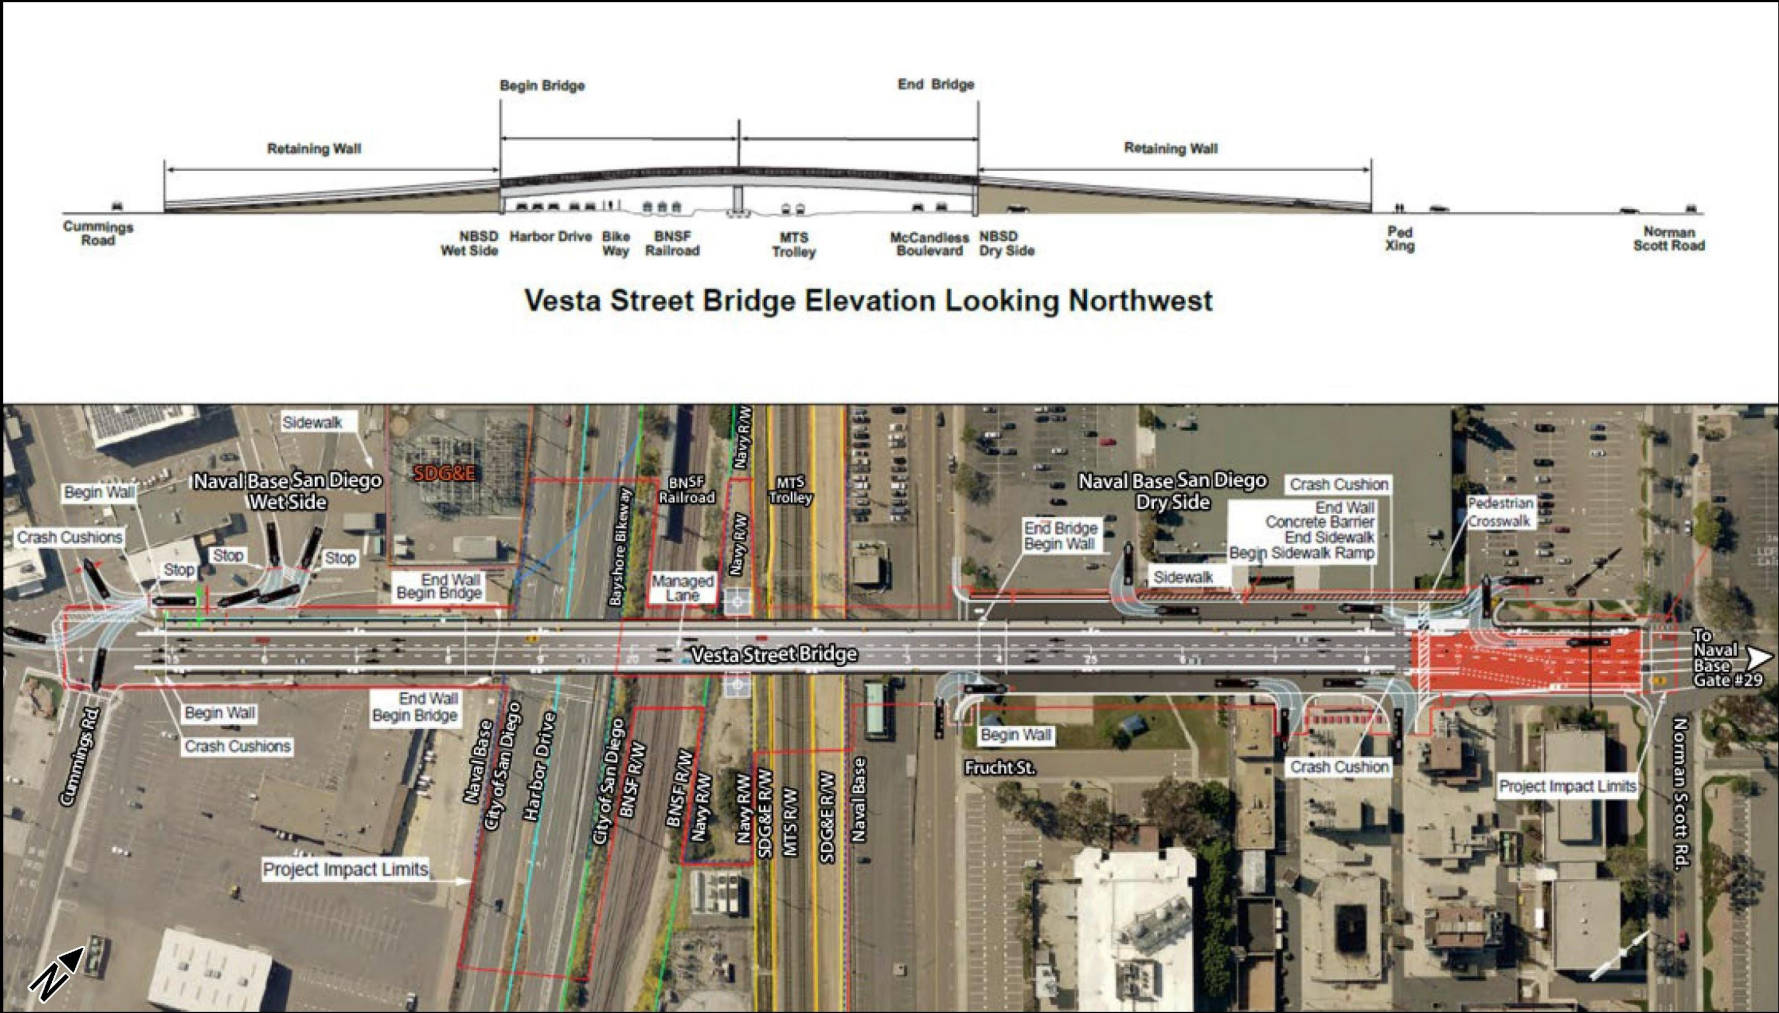 Begin Bridge
End Bridge
Retaining Wall
Retaining Wall
Cummings
Road
NBSD
Wet Side
Harbor Drive
Bike
Way
BNSF
Railroad
MTS
Trolley
McCandless
Boulevard
NBSD
Dry Side
Ped
Xing
Norman
Scott Road
Vesta Street Bridge Elevation Looking Northwest
Sidewalk
Naval Base San Diego
Wet Side
SDG&E
Begin Wall
Crash Cushions
Stop
Stop
Stop
End Wall
Begin Bridge
Bayshore Bikeway
BNSF
Railroad
Navy R/W
Navy R/W
MTS
Trolley
Managed
Lane
Naval Base San Diego
Dry Side
End Bridge
Begin Wall
Sidewalk
Crash Cushion
End Wall
Concrete Barrier
End Sidewalk
Begin Sidewalk Ramp
Pedestrian
Crosswalk
Vesta Street Bridge
To
Naval
Base
Gate #29
Cummings Rd.
Begin Wall
Crash Cushions
End Wall
Begin Bridge
Naval Base
City of San Diego
Harbor Drive
City of San Diego
BNSF R/W
BNSF R/W
Navy R/W
Navy R/W
SDG&E R/W
MTS R/W
SDG&E R/W
Naval Base
Begin Wall
Frucht St.
Crash Cushion
Project Impact Limits
Norman Scott Rd.
Project Impact Limits
N